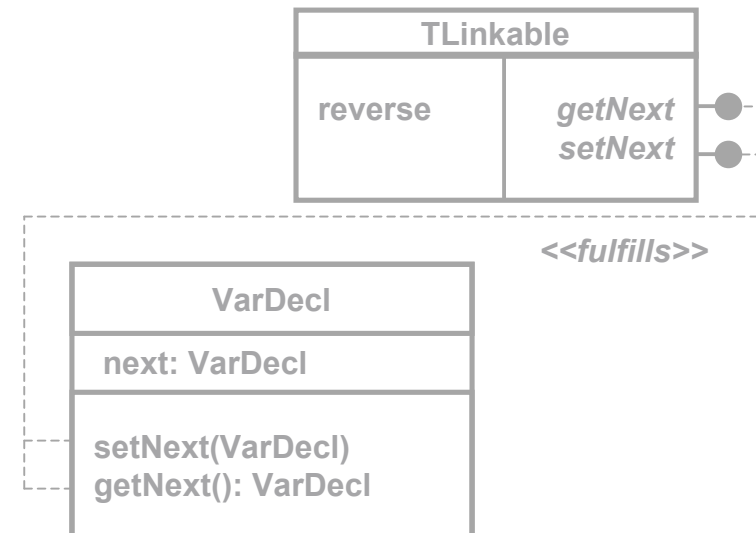 TLinkable
reverse
getNext
setNext
<<fulfills>>
VarDecl
next: VarDecl
setNext(VarDecl)
getNext(): VarDecl